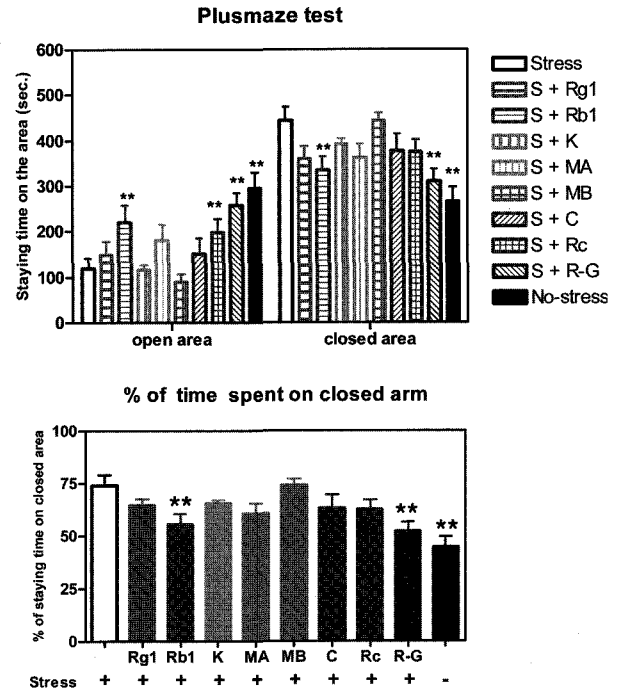 Plusmaze test
Staying time on the area (sec.)
600
500
400
300
200
100
0
**
**
**
**
**
**
**
open area
closed area
Stress
S + Rg1
S + Rb1
S + K
S + MA
S + MB
S + C
S + Rc
S + R-G
No-stress
% of time spent on closed arm
% of staying time on closed area
100
75
50
25
0
**
**
**
Rg1 Rb1 K MA MB C Rc R-G
Stress + + + + + + + + + -